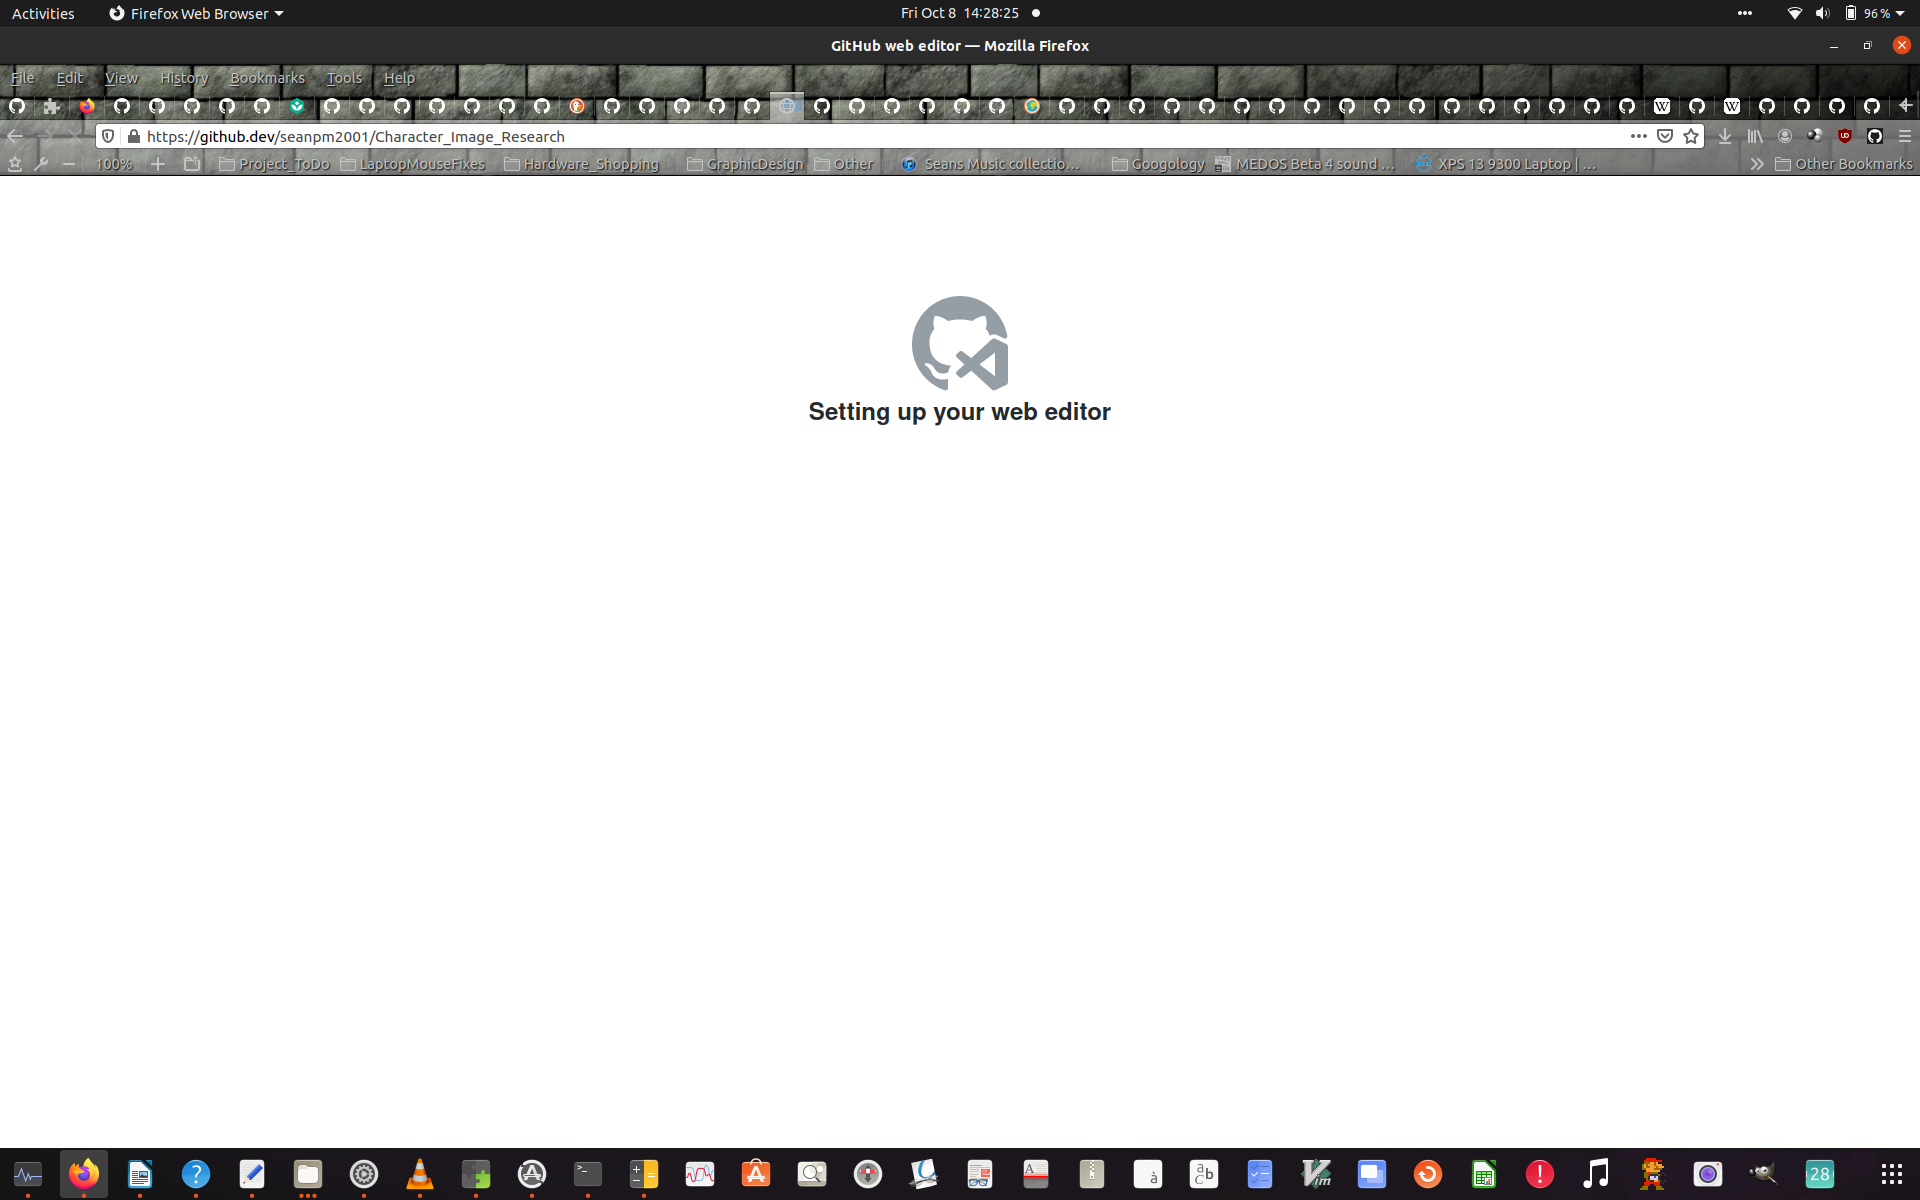 Activities Firefox Web Browser Fri Oct 8 14:28:25 96 %
GitHub web editor — Mozilla Firefox
File Edit View History Bookmarks Tools Help
https://github.dev/seanpm2001/Character_Image_Research
100% Project_ToDo LaptopMouseFixes Hardware_Shopping GraphicDesign Other Seans Music collectio… Googology MEDOS Beta 4 sound … XPS 13 9300 Laptop | … Other Bookmarks
Setting up your web editor
28